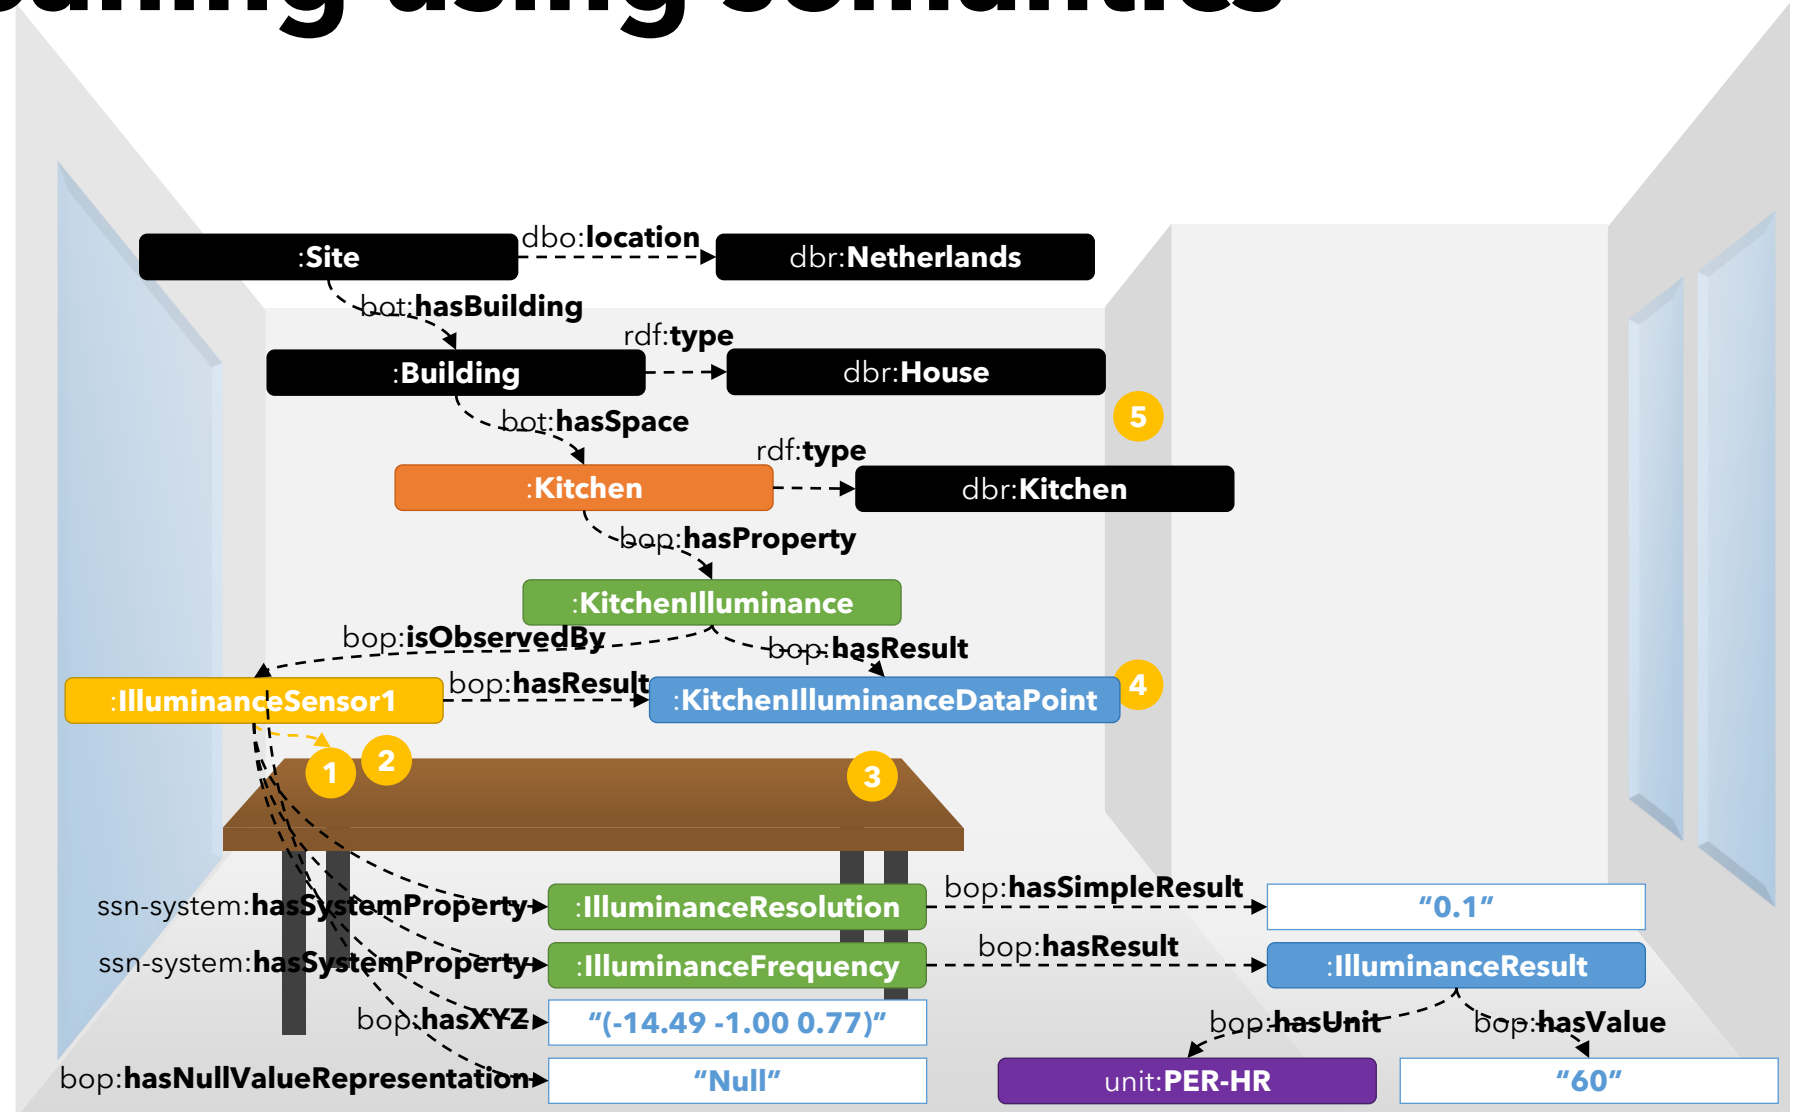 using semantics
dbo:location
:Site
dbr:Netherlands
bot:hasBuilding
rdf:type
:Building
dbr:House
5
bot:hasSpace
rdf:type
:Kitchen
dbr:Kitchen
bop:hasProperty
:KitchenIlluminance
bop:isObservedBy
bop:hasResult
:IlluminanceSensor1
bop:hasResult
:KitchenIlluminanceDataPoint
4
1
2
3
ssn-system:hasSystemProperty
:IlluminanceResolution
bop:hasSimpleResult
“0.1”
ssn-system:hasSystemProperty
:IlluminanceFrequency
bop:hasResult
:IlluminanceResult
bop:hasXYZ
“(-14.49 -1.00 0.77)”
bop:hasUnit
bop:hasValue
bop:hasNullValueRepresentation
“Null”
unit:PER-HR
“60”